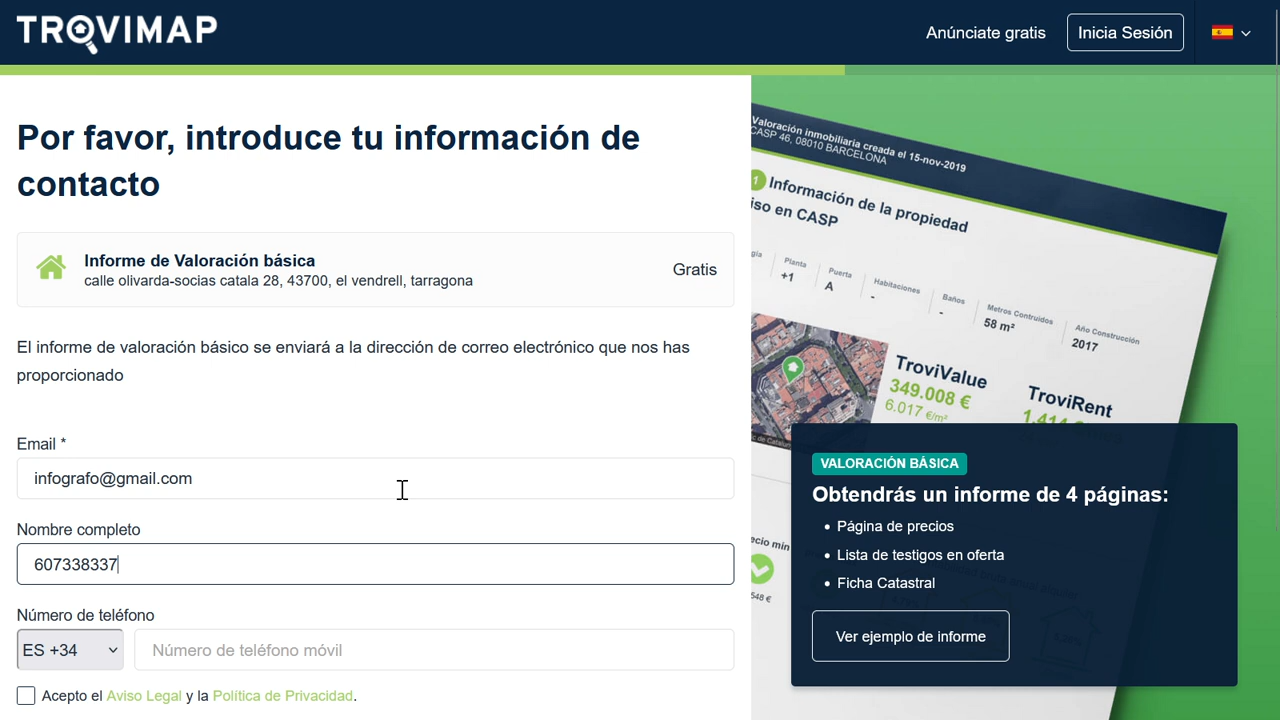 TROVIMAP
Anúnciate gratis
Inicia Sesión
Por favor, introduce tu información de
contacto
Informe de Valoración básica
calle olivarda-socias catala 28, 43700, el vendrell, tarragona
Gratis
El informe de valoración básico se enviará a la dirección de correo electrónico que nos has
proporcionado
Email *
infografo@gmail.com
Nombre completo
607338337
Número de teléfono
ES +34
Número de teléfono móvil
Acepto el Aviso Legal y la Política de Privacidad.
Valoración inmobiliaria creada el 15-nov-2019
CASP 46, 08010 BARCELONA
1 Información de la propiedad
iso en CASP
Planta
+1
Puerta
A
Habitaciones
-
Baños
-
Metros Contruidos
58 m²
Año Construcción
2017
TroviValue
349.008 €
6.017 €/m²
TroviRent
VALORACIÓN BÁSICA
Obtendrás un informe de 4 páginas:
Página de precios
Lista de testigos en oferta
Ficha Catastral
Ver ejemplo de informe